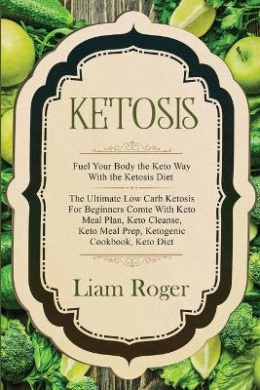 KETOSIS
Fuel Your Body the Keto Way
With the Ketosis Diet
The Ultimate Low Carb Ketosis
For Beginners Comte With Keto
Meal Plan, Keto Cleanse,
Keto Meal Prep, Ketogenic
Cookbook, Keto Diet
Liam Roger